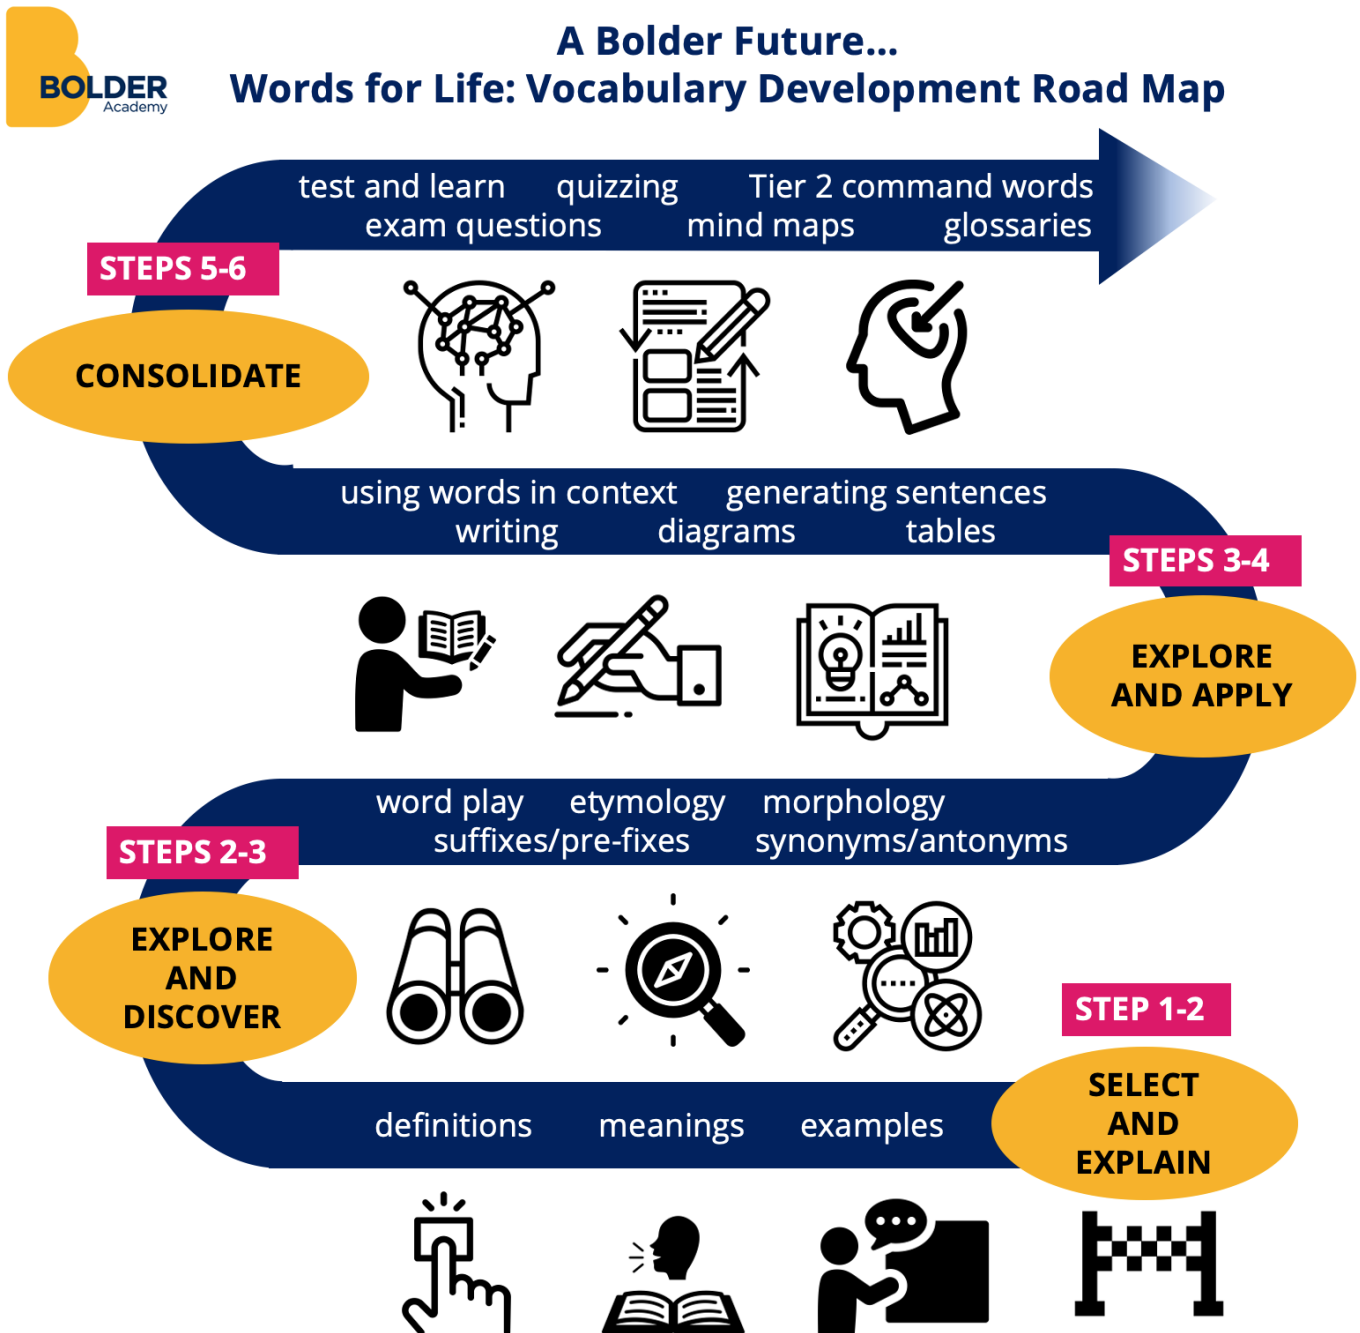 BOLDER
Academy
A Bolder Future...
Words for Life: Vocabulary Development Road Map
test and learn quizzing Tier 2 command words
exam questions mind maps glossaries
STEPS 5-6
CONSOLIDATE
using words in context generating sentences
writing diagrams tables
STEPS 3-4
EXPLORE
AND APPLY
word play etymology morphology
suffixes/pre-fixes synonyms/antonyms
STEPS 2-3
EXPLORE
AND
DISCOVER
STEP 1-2
SELECT
AND
EXPLAIN
definitions meanings examples